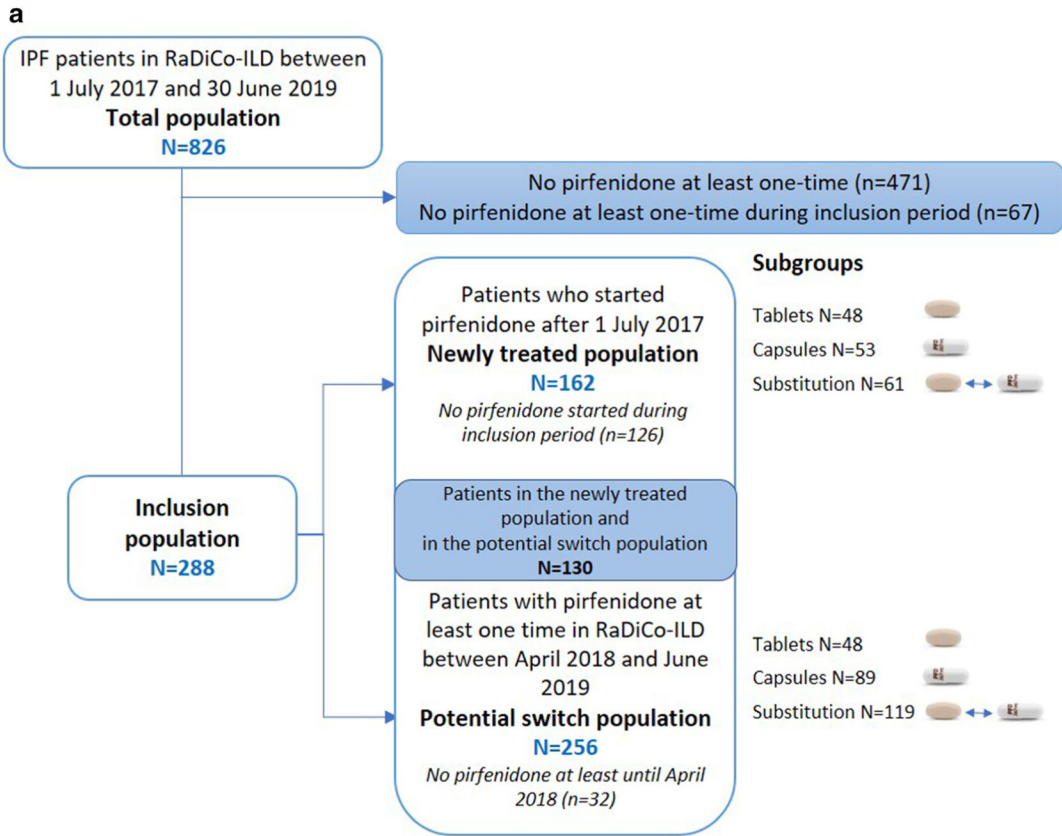 a
IPF patients in RaDiCo-ILD between
1 July 2017 and 30 June 2019
Total population
N=826
No pirfenidone at least one-time (n=471)
No pirfenidone at least one-time during inclusion period (n=67)
Patients who started
pirfenidone after 1 July 2017
Newly treated population
N=162
No pirfenidone started during
inclusion period (n=126)
Subgroups
Tablets N=48
Capsules N=53
Substitution N=61
Inclusion
population
N=288
Patients in the newly treated
population and
in the potential switch population
N=130
Patients with pirfenidone at
least one time in RaDiCo-ILD
between April 2018 and June
2019
Potential switch population
N=256
No pirfenidone at least until April
2018 (n=32)
Tablets N=48
Capsules N=89
Substitution N=119